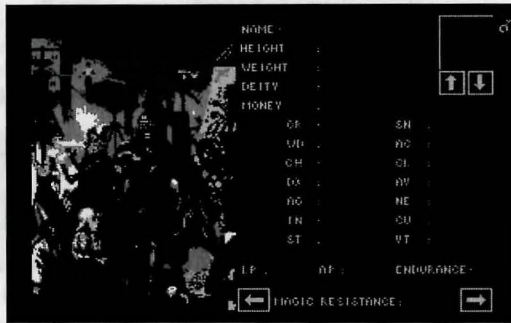 NAME :
HEIGHT :
WEIGHT :
DEITY :
MONEY :
CR : SN :
WD : AC :
CH : CL :
DX : AV :
AG : NE :
IN : CU :
ST : VT :
LP : AP : ENDURANCE :
MAGIC RESISTANCE :